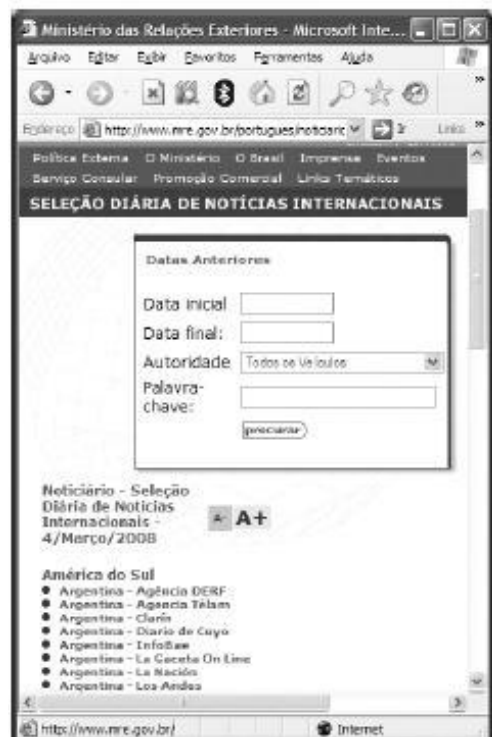 Ministério das Relações Exteriores - Microsoft Inte...
Arquivo Editar Exibir Favoritos Ferramentas Ajuda
Endereço http://www.mre.gov.br/portugues/noticiario Links
Política Externa O Ministério O Brasil Imprensa Eventos
Serviço Consular Promoção Comercial Links Temáticos
SELEÇÃO DIÁRIA DE NOTÍCIAS INTERNACIONAIS
Datas Anteriores
Data inicial
Data final:
Autoridade Todos os Veículos
Palavra-
chave:
procurar
Noticiário - Seleção
Diária de Notícias
Internacionais -
4/Março/2008
A- A+
América do Sul
Argentina - Agência DERF
Argentina - Agencia Télam
Argentina - Clarín
Argentina - Diario de Cuyo
Argentina - InfoBae
Argentina - La Gaceta On Line
Argentina - La Nación
Argentina - Los Andes
http://www.mre.gov.br/ Internet